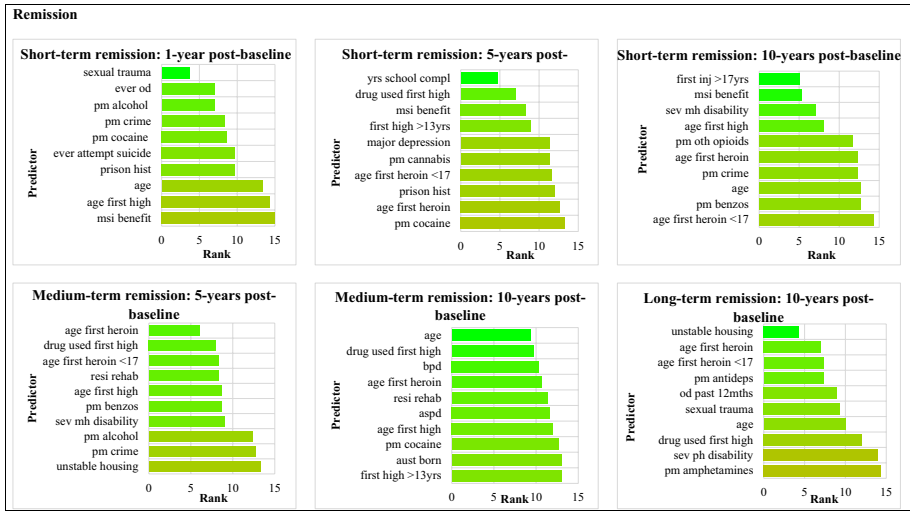 Remission
Short-term remission: 1-year post-baseline
Predictor
sexual trauma
ever od
pm alcohol
pm crime
pm cocaine
ever attempt suicide
prison hist
age
age first high
msi benefit
0 5 10 15
Rank
Short-term remission: 5-years post-
Predictor
yrs school compl
drug used first high
msi benefit
first high >13yrs
major depression
pm cannabis
age first heroin <17
prison hist
age first heroin
pm cocaine
0 5 10 15
Rank
Short-term remission: 10-years post-baseline
Predictor
first inj >17yrs
msi benefit
sev mh disability
age first high
pm oth opioids
age first heroin
pm crime
age
pm benzos
age first heroin <17
0 5 10 15
Rank
Medium-term remission: 5-years post-
baseline
Predictor
age first heroin
drug used first high
age first heroin <17
resi rehab
age first high
pm benzos
sev mh disability
pm alcohol
pm crime
unstable housing
0 5 10 15
Rank
Medium-term remission: 10-years post-
baseline
Predictor
age
drug used first high
bpd
age first heroin
resi rehab
aspd
age first high
pm cocaine
aust born
first high >13yrs
0 5 10 15
Rank
Long-term remission: 10-years post-
baseline
Predictor
unstable housing
age first heroin
age first heroin <17
pm antideps
od past 12mths
sexual trauma
age
drug used first high
sev ph disability
pm amphetamines
0 5 10 15
Rank